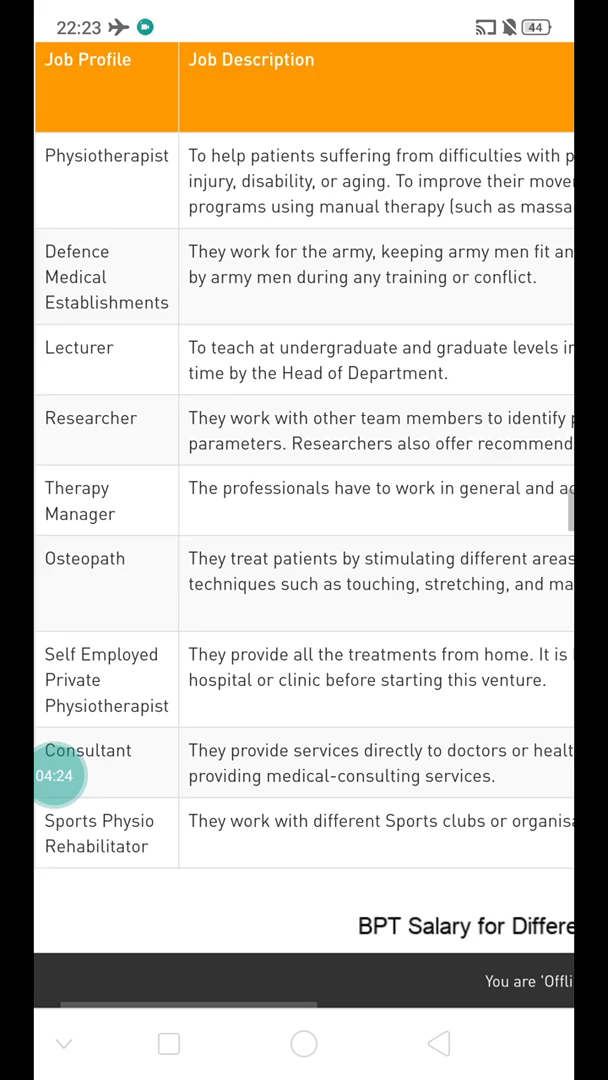 22:23
44
Job Profile
Job Description
Physiotherapist
To help patients suffering from difficulties with p
injury, disability, or aging. To improve their move
programs using manual therapy (such as massa
Defence
Medical
Establishments
They work for the army, keeping army men fit an
by army men during any training or conflict.
Lecturer
To teach at undergraduate and graduate levels in
time by the Head of Department.
Researcher
They work with other team members to identify p
parameters. Researchers also offer recommend
Therapy
Manager
The professionals have to work in general and ac
Osteopath
They treat patients by stimulating different areas
techniques such as touching, stretching, and ma
Self Employed
Private
Physiotherapist
They provide all the treatments from home. It is
hospital or clinic before starting this venture.
Consultant
They provide services directly to doctors or healt
providing medical-consulting services.
04:24
Sports Physio
Rehabilitator
They work with different Sports clubs or organisa
BPT Salary for Differe
You are 'Offli